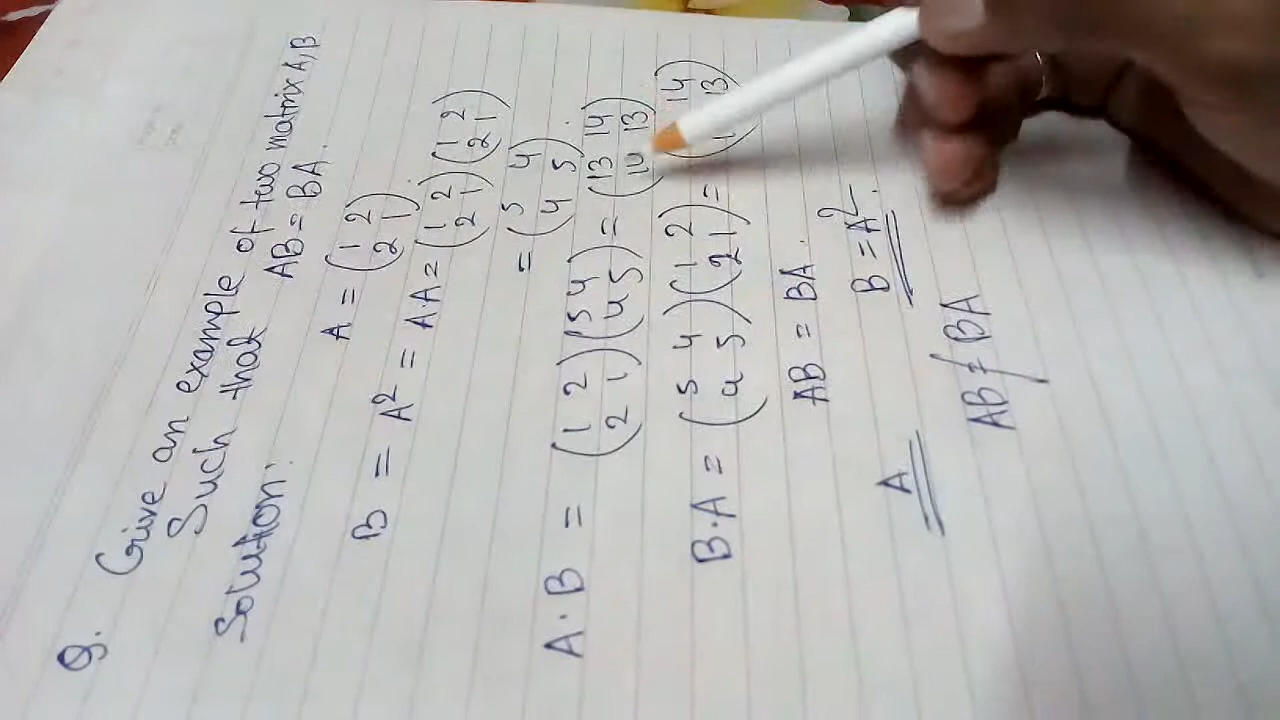 Q. Give an example of two matrix A, B
Such that AB = BA.
Solution:
A = (1 2
2 1)
B = A² = A.A = (1 2
2 1) (1 2
2 1)
= (5 4
4 5).
A.B = (1 2
2 1) (5 4
4 5) = (13 14
14 13)
B.A = (5 4
4 5) (1 2
2 1) = 14
13)
AB = BA.
A B = A².
AB ≠ BA